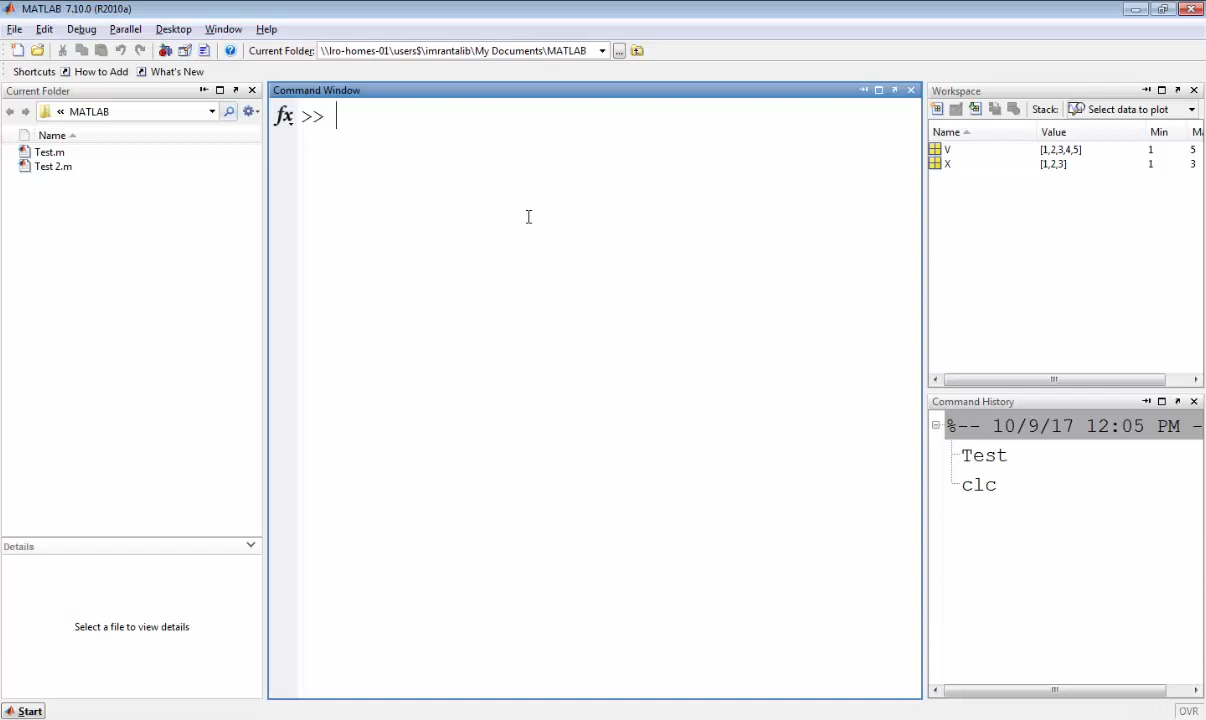 MATLAB 7.10.0 (R2010a)
File Edit Debug Parallel Desktop Window Help
Current Folder: \\lro-homes-01\users$\imrantalib\My Documents\MATLAB ...
Shortcuts How to Add What's New
Current Folder
« MATLAB
Name
Test.m
Test 2.m
Details
Select a file to view details
Start
Command Window
fx >>
Workspace
Stack: Select data to plot
Name Value Min M
V [1,2,3,4,5] 1 5
X [1,2,3] 1 3
Command History
%-- 10/9/17 12:05 PM -
Test
clc
OVR